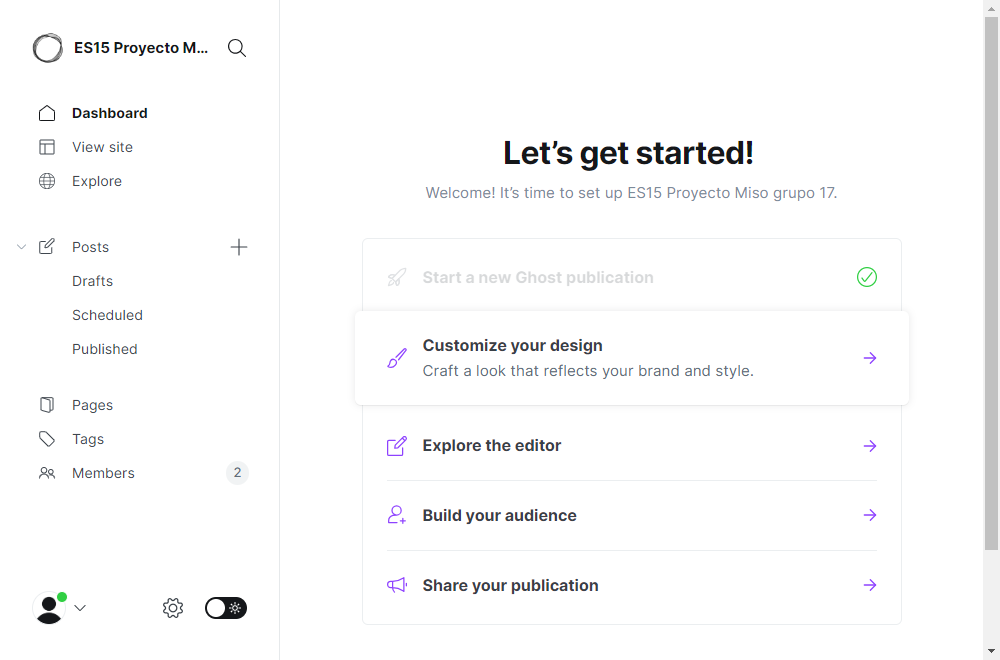 ES15 Proyecto M...
Dashboard
View site
Explore
Posts
Drafts
Scheduled
Published
Pages
Tags
Members
2
Let’s get started!
Welcome! It’s time to set up ES15 Proyecto Miso grupo 17.
Start a new Ghost publication
Customize your design
Craft a look that reflects your brand and style.
Explore the editor
Build your audience
Share your publication